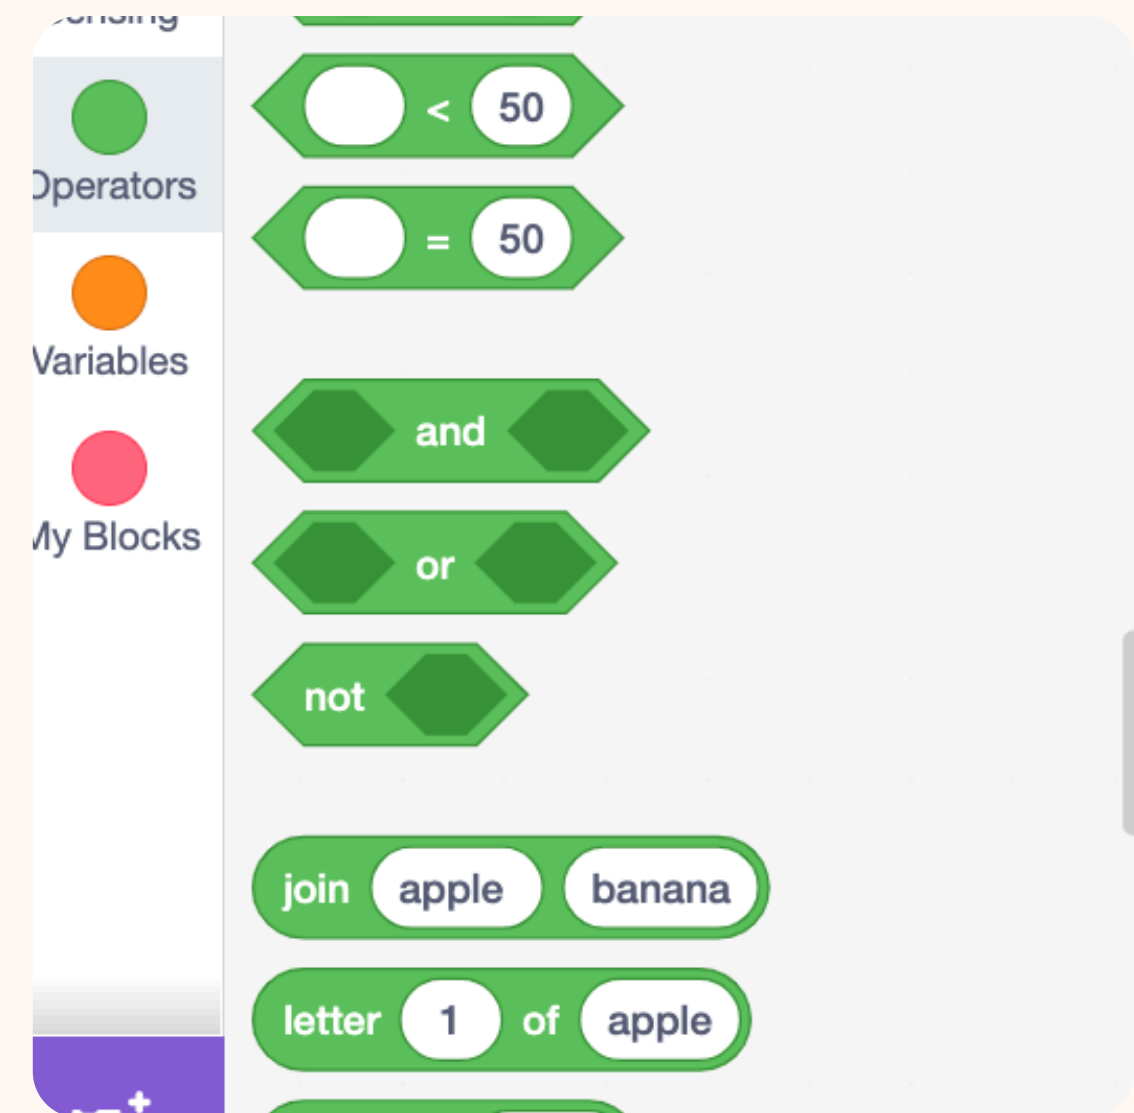 Operators
Variables
My Blocks
< 50
= 50
and
or
not
join apple banana
letter 1 of apple